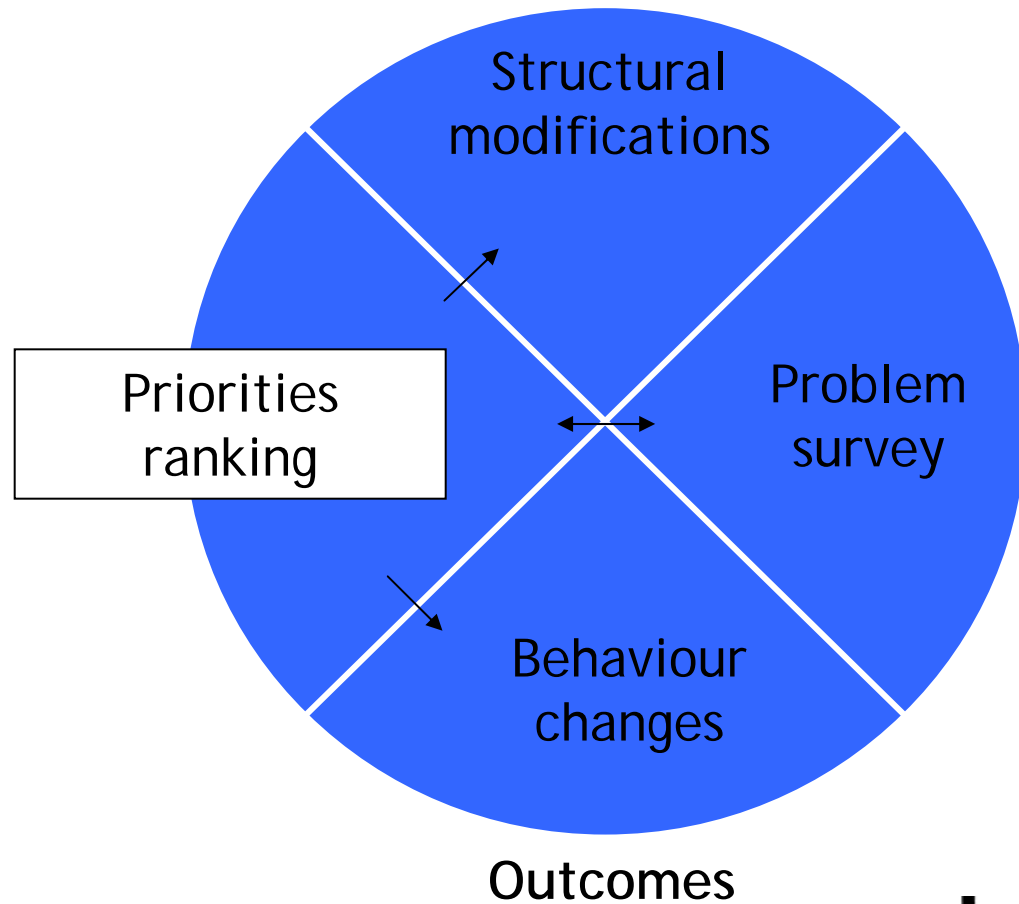 Structural
modifications
Priorities
ranking
Problem
survey
Behaviour
changes
Outcomes